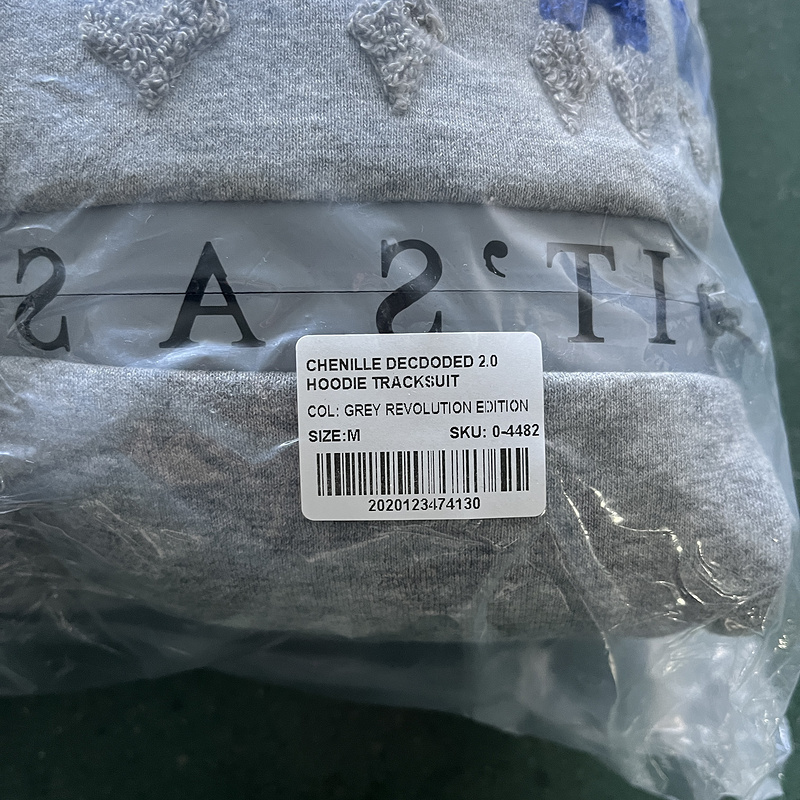 IT'S A S
CHENILLE DECDODED 2.0
HOODIE TRACKSUIT
COL: GREY REVOLUTION EDITION
SIZE:M SKU: 0-4482
2020123474130